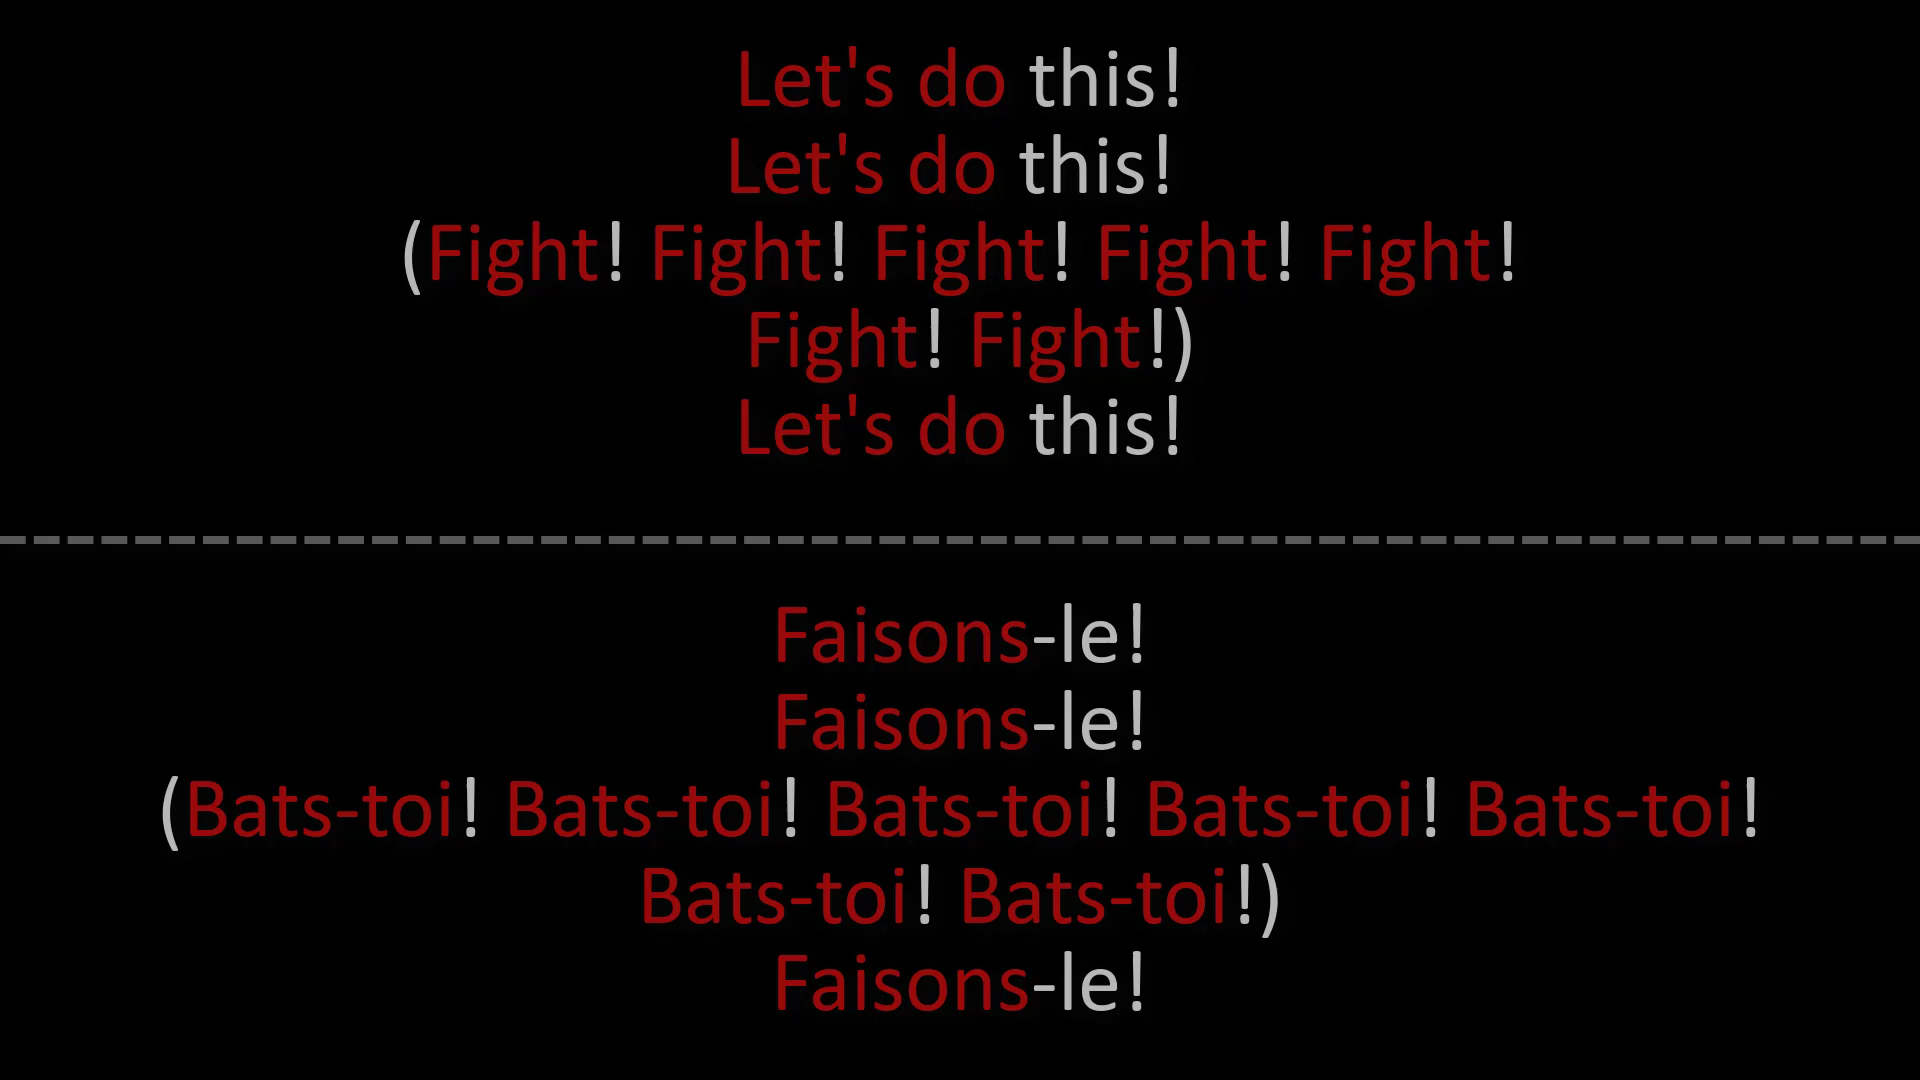 Let's do this!
Let's do this!
(Fight! Fight! Fight! Fight! Fight!
Fight! Fight!)
Let's do this!
Faisons-le!
Faisons-le!
(Bats-toi! Bats-toi! Bats-toi! Bats-toi! Bats-toi!
Bats-toi! Bats-toi!)
Faisons-le!